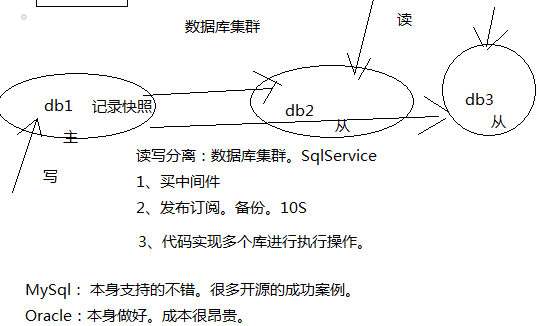 数据库集群
读
db1 记录快照
db2
db3
从
从
主
写
读写分离：数据库集群。SqlService
1、买中间件
2、发布订阅。备份。10S
3、代码实现多个库进行执行操作。
MySql： 本身支持的不错。很多开源的成功案例。
Oracle：本身做好。成本很昂贵。